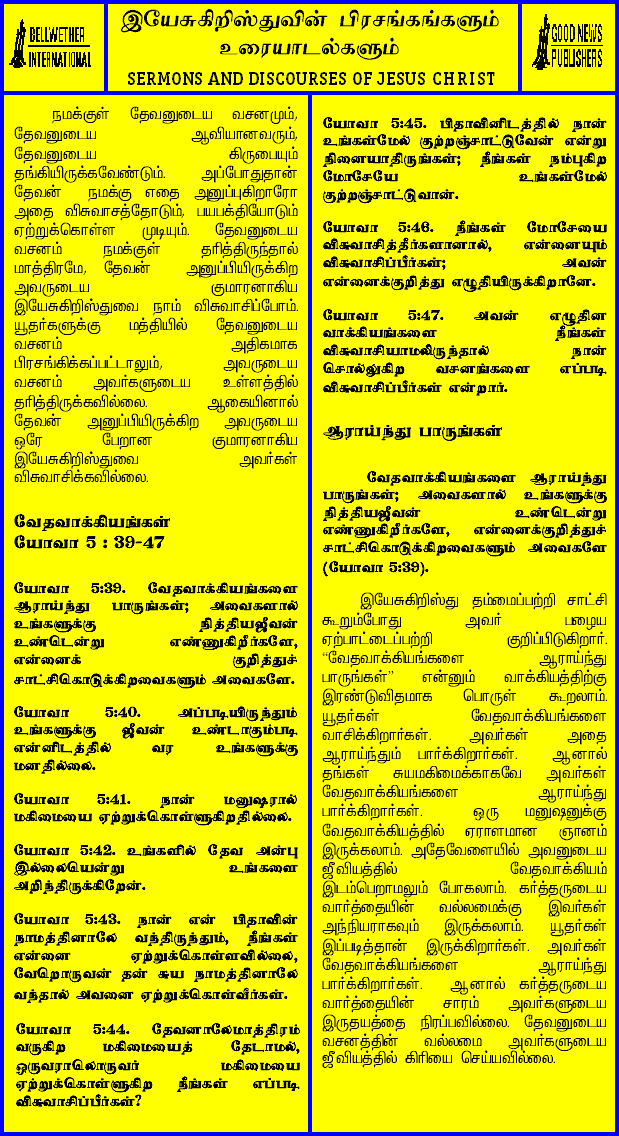 BELLWETHER
INTERNATIONAL
இயேசுகிறிஸ்துவின் பிரசங்கங்களும்
உரையாடல்களும்
SERMONS AND DISCOURSES OF JESUS CHRIST
GOOD NEWS
PUBLISHERS
நமக்குள் தேவனுடைய வசனமும்,
தேவனுடைய ஆவியானவரும்,
தேவனுடைய கிருபையும்
தங்கியிருக்கவேண்டும். அப்போதுதான்
தேவன் நமக்கு எதை அனுப்புகிறாரோ
அதை விசுவாசத்தோடும், பயபக்தியோடும்
ஏற்றுக்கொள்ள முடியும். தேவனுடைய
வசனம் நமக்குள் தரித்திருந்தால்
மாத்திரமே, தேவன் அனுப்பியிருக்கிற
அவருடைய குமாரனாகிய
இயேசுகிறிஸ்துவை நாம் விசுவாசிப்போம்.
யூதர்களுக்கு மத்தியில் தேவனுடைய
வசனம் அதிகமாக
பிரசங்கிக்கப்பட்டாலும், அவருடைய
வசனம் அவர்களுடைய உள்ளத்தில்
தரித்திருக்கவில்லை. ஆகையினால்
தேவன் அனுப்பியிருக்கிற அவருடைய
ஒரே பேறான குமாரனாகிய
இயேசுகிறிஸ்துவை அவர்கள்
விசுவாசிக்கவில்லை.
வேதவாக்கியங்கள்
யோவா 5 : 39-47
யோவா 5:39. வேதவாக்கியங்களை
ஆராய்ந்து பாருங்கள்; அவைகளால்
உங்களுக்கு நித்தியஜீவன்
உண்டென்று எண்ணுகிறீர்களே,
என்னைக் குறித்துச்
சாட்சிகொடுக்கிறவைகளும் அவைகளே.
யோவா 5:40. அப்படியிருந்தும்
உங்களுக்கு ஜீவன் உண்டாகும்படி
என்னிடத்தில் வர உங்களுக்கு
மனதில்லை.
யோவா 5:41. நான் மனுஷரால்
மகிமையை ஏற்றுக்கொள்ளுகிறதில்லை.
யோவா 5:42. உங்களில் தேவ அன்பு
இல்லையென்று உங்களை
அறிந்திருக்கிறேன்.
யோவா 5:43. நான் என் பிதாவின்
நாமத்தினாலே வந்திருந்தும், நீங்கள்
என்னை ஏற்றுக்கொள்ளவில்லை,
வேறொருவன் தன் சுய நாமத்தினாலே
வந்தால் அவனை ஏற்றுக்கொள்வீர்கள்.
யோவா 5:44. தேவனாலேமாத்திரம்
வருகிற மகிமையைத் தேடாமல்,
ஒருவராலொருவர் மகிமையை
ஏற்றுக்கொள்ளுகிற நீங்கள் எப்படி
விசுவாசிப்பீர்கள்?
யோவா 5:45. பிதாவினிடத்தில் நான்
உங்கள்மேல் குற்றஞ்சாட்டுவேன் என்று
நினையாதிருங்கள்; நீங்கள் நம்புகிற
மோசேயே உங்கள்மேல்
குற்றஞ்சாட்டுவான்.
யோவா 5:46. நீங்கள் மோசேயை
விசுவாசித்தீர்களானால், என்னையும்
விசுவாசிப்பீர்கள்; அவன்
என்னைக்குறித்து எழுதியிருக்கிறானே.
யோவா 5:47. அவன் எழுதின
வாக்கியங்களை நீங்கள்
விசுவாசியாமலிருந்தால் நான்
சொல்லுகிற வசனங்களை எப்படி
விசுவாசிப்பீர்கள் என்றார்.
ஆராய்ந்து பாருங்கள்
வேதவாக்கியங்களை ஆராய்ந்து
பாருங்கள்; அவைகளால் உங்களுக்கு
நித்தியஜீவன் உண்டென்று
எண்ணுகிறீர்களே, என்னைக்குறித்துச்
சாட்சிகொடுக்கிறவைகளும் அவைகளே
(யோவா 5:39).
இயேசுகிறிஸ்து தம்மைப்பற்றி சாட்சி
கூறும்போது அவர் பழைய
ஏற்பாட்டைப்பற்றி குறிப்பிடுகிறார்.
“வேதவாக்கியங்களை ஆராய்ந்து
பாருங்கள்” என்னும் வாக்கியத்திற்கு
இரண்டுவிதமாக பொருள் கூறலாம்.
யூதர்கள் வேதவாக்கியங்களை
வாசிக்கிறார்கள். அவர்கள் அதை
ஆராய்ந்தும் பார்க்கிறார்கள். ஆனால்
தங்கள் சுயமகிமைக்காகவே அவர்கள்
வேதவாக்கியங்களை ஆராய்ந்து
பார்க்கிறார்கள். ஒரு மனுஷனுக்கு
வேதவாக்கியத்தில் ஏராளமான ஞானம்
இருக்கலாம். அதேவேளையில் அவனுடைய
ஜீவியத்தில் வேதவாக்கியம்
இடம்பெறாமலும் போகலாம். கர்த்தருடைய
வார்த்தையின் வல்லமைக்கு இவர்கள்
அந்நியராகவும் இருக்கலாம். யூதர்கள்
இப்படித்தான் இருக்கிறார்கள். அவர்கள்
வேதவாக்கியங்களை ஆராய்ந்து
பார்க்கிறார்கள். ஆனால் கர்த்தருடைய
வார்த்தையின் சாரம் அவர்களுடைய
இருதயத்தை நிரப்பவில்லை. தேவனுடைய
வசனத்தின் வல்லமை அவர்களுடைய
ஜீவியத்தில் கிரியை செய்யவில்லை.